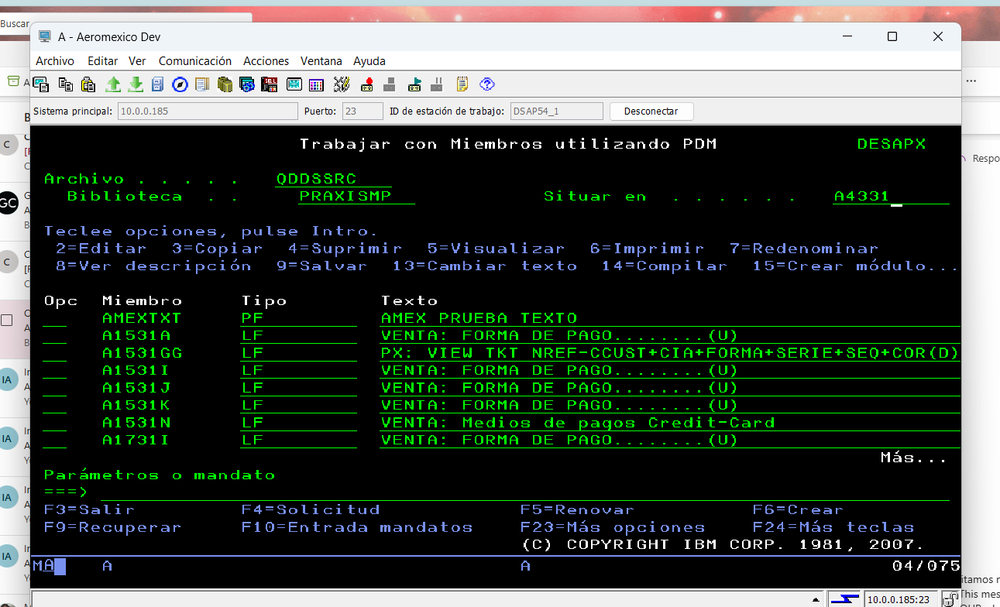 Buscar
A - Aeromexico Dev
Archivo Editar Ver Comunicación Acciones Ventana Ayuda
Sistema principal: 10.0.0.185 Puerto: 23 ID de estación de trabajo: DSAP54_1 Desconectar
Trabajar con Miembros utilizando PDM DESAPX
Archivo . . . . . QDDSSRC
Biblioteca . . PRAXISMP Situar en . . . . . . A4331
Teclee opciones, pulse Intro.
2=Editar 3=Copiar 4=Suprimir 5=Visualizar 6=Imprimir 7=Redenominar
8=Ver descripción 9=Salvar 13=Cambiar texto 14=Compilar 15=Crear módulo...
Opc Miembro Tipo Texto
AMEXTXT PF AMEX PRUEBA TEXTO
A1531A LF VENTA: FORMA DE PAGO........(U)
A1531GG LF PX: VIEW TKT NREF-CCUST+CIA+FORMA+SERIE+SEQ+COR(D)
A1531I LF VENTA: FORMA DE PAGO........(U)
A1531J LF VENTA: FORMA DE PAGO........(U)
A1531K LF VENTA: FORMA DE PAGO........(U)
A1531N LF VENTA: Medios de pagos Credit-Card
A1731I LF VENTA: FORMA DE PAGO........(U)
Más...
Parámetros o mandato
===>
F3=Salir F4=Solicitud F5=Renovar F6=Crear
F9=Recuperar F10=Entrada mandatos F23=Más opciones F24=Más teclas
(C) COPYRIGHT IBM CORP. 1981, 2007.
MA A A 04/075
10.0.0.185:23
C
GC
C
IA
IA
IA
IA
Respo
itamos
This mes